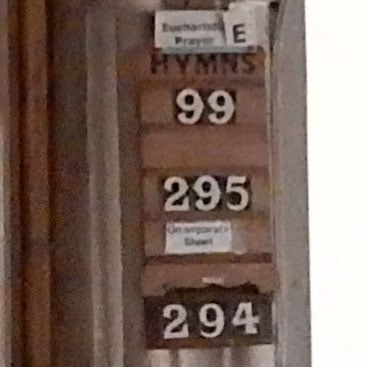 Eucharistic
Prayer E
HYMNS
99
295
Sheet
294